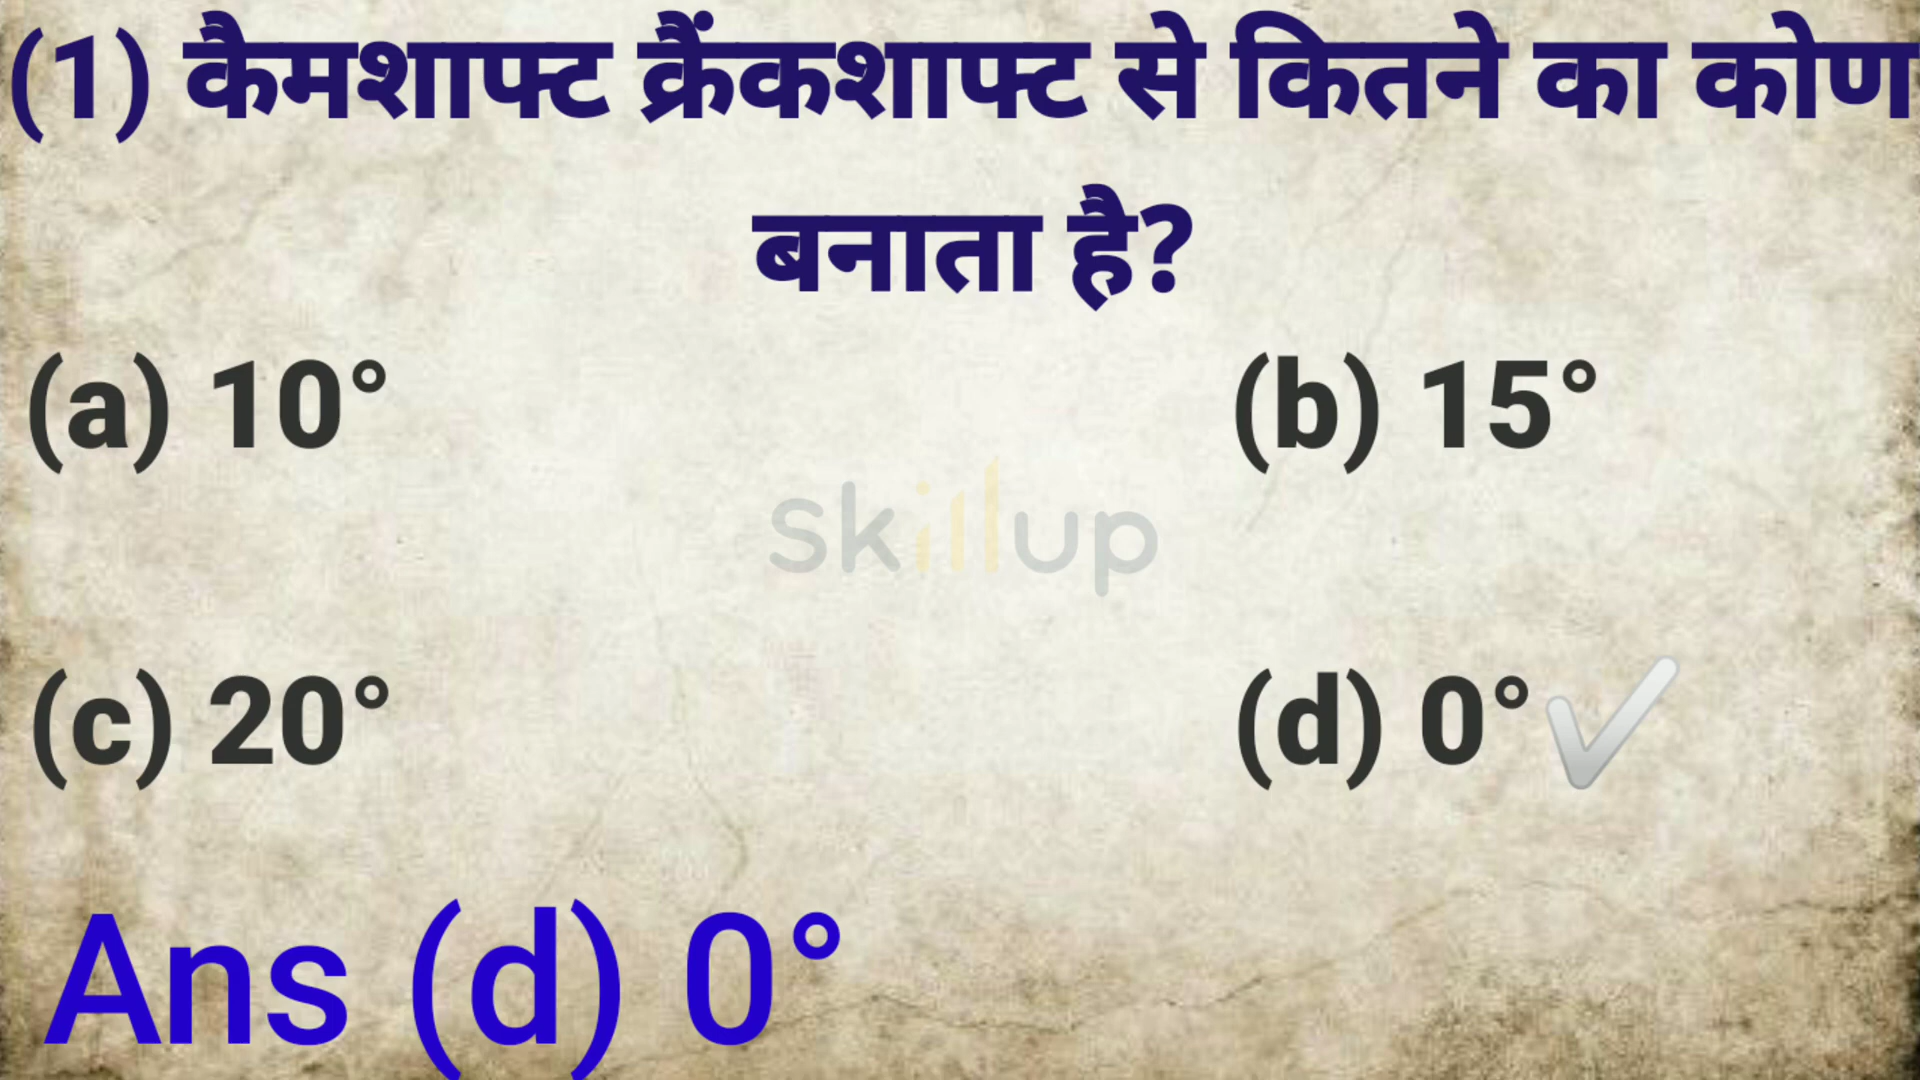 (1) कैमशाफ्ट क्रैंकशाफ्ट से कितने का कोण
बनाता है?
(a) 10°
(b) 15°
skillup
(c) 20°
(d) 0°✔
Ans (d) 0°